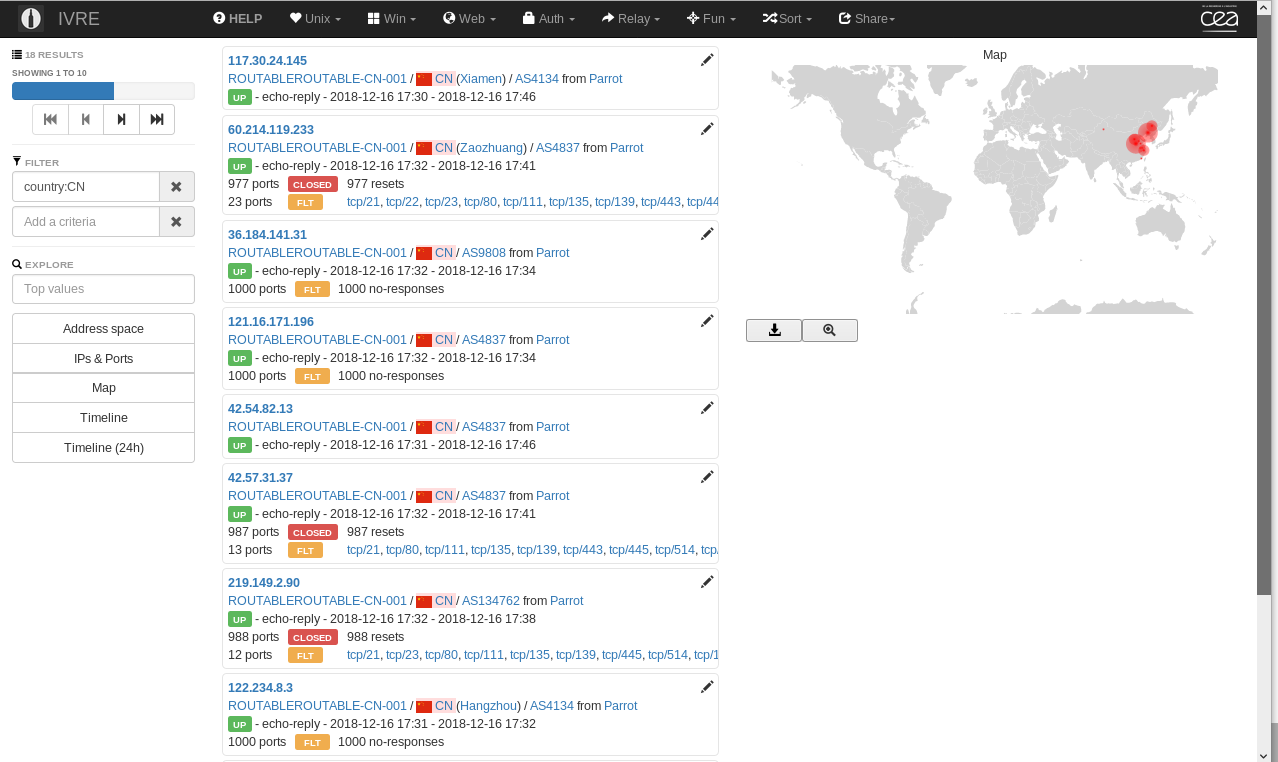 IVRE
HELP
Unix
Win
Web
Auth
Relay
Fun
Sort
Share
cea
18 RESULTS
SHOWING 1 TO 10
FILTER
country:CN
Add a criteria
EXPLORE
Top values
Address space
IPs & Ports
Map
Timeline
Timeline (24h)
117.30.24.145
ROUTABLEROUTABLE-CN-001 / CN (Xiamen) / AS4134 from Parrot
UP - echo-reply - 2018-12-16 17:30 - 2018-12-16 17:46
60.214.119.233
ROUTABLEROUTABLE-CN-001 / CN (Zaozhuang) / AS4837 from Parrot
UP - echo-reply - 2018-12-16 17:32 - 2018-12-16 17:41
977 ports CLOSED 977 resets
23 ports FLT tcp/21, tcp/22, tcp/23, tcp/80, tcp/111, tcp/135, tcp/139, tcp/443, tcp/44
36.184.141.31
ROUTABLEROUTABLE-CN-001 / CN / AS9808 from Parrot
UP - echo-reply - 2018-12-16 17:32 - 2018-12-16 17:34
1000 ports FLT 1000 no-responses
121.16.171.196
ROUTABLEROUTABLE-CN-001 / CN / AS4837 from Parrot
UP - echo-reply - 2018-12-16 17:32 - 2018-12-16 17:34
1000 ports FLT 1000 no-responses
42.54.82.13
ROUTABLEROUTABLE-CN-001 / CN / AS4837 from Parrot
UP - echo-reply - 2018-12-16 17:31 - 2018-12-16 17:46
42.57.31.37
ROUTABLEROUTABLE-CN-001 / CN / AS4837 from Parrot
UP - echo-reply - 2018-12-16 17:32 - 2018-12-16 17:41
987 ports CLOSED 987 resets
13 ports FLT tcp/21, tcp/80, tcp/111, tcp/135, tcp/139, tcp/443, tcp/445, tcp/514, tcp/
219.149.2.90
ROUTABLEROUTABLE-CN-001 / CN / AS134762 from Parrot
UP - echo-reply - 2018-12-16 17:32 - 2018-12-16 17:38
988 ports CLOSED 988 resets
12 ports FLT tcp/21, tcp/23, tcp/80, tcp/111, tcp/135, tcp/139, tcp/445, tcp/514, tcp/1
122.234.8.3
ROUTABLEROUTABLE-CN-001 / CN (Hangzhou) / AS4134 from Parrot
UP - echo-reply - 2018-12-16 17:31 - 2018-12-16 17:32
1000 ports FLT 1000 no-responses
Map